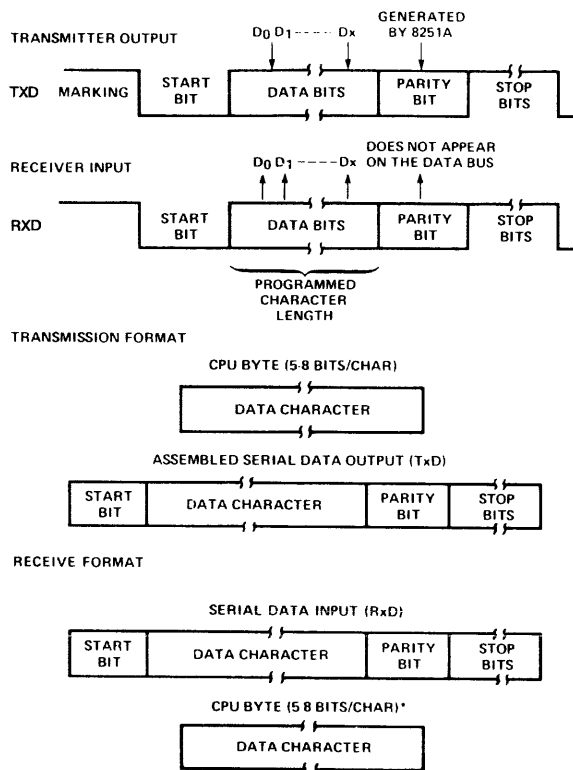 TRANSMITTER OUTPUT
D0 D1 ---- Dx
GENERATED
BY 8251A
TXD MARKING
START
BIT
DATA BITS
PARITY
BIT
STOP
BITS
RECEIVER INPUT
D0 D1 ----- Dx
DOES NOT APPEAR
ON THE DATA BUS
RXD
START
BIT
DATA BITS
PARITY
BIT
STOP
BITS
PROGRAMMED
CHARACTER
LENGTH
TRANSMISSION FORMAT
CPU BYTE (5-8 BITS/CHAR)
DATA CHARACTER
ASSEMBLED SERIAL DATA OUTPUT (TxD)
START
BIT
DATA CHARACTER
PARITY
BIT
STOP
BITS
RECEIVE FORMAT
SERIAL DATA INPUT (RxD)
START
BIT
DATA CHARACTER
PARITY
BIT
STOP
BITS
CPU BYTE (5 8 BITS/CHAR)*
DATA CHARACTER